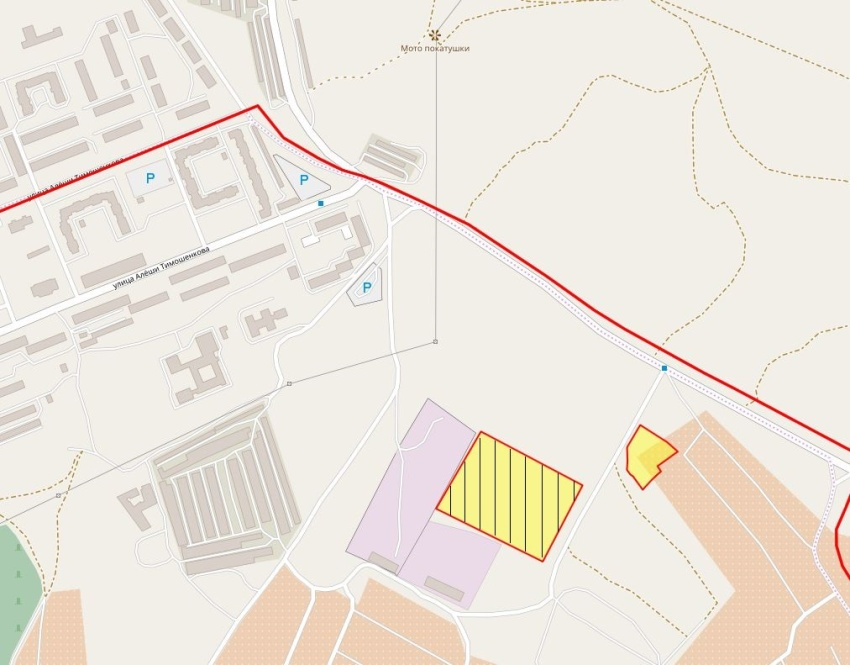 Мото покатушки
улица Алёши Тимошенкова
P
P
улица Алёши Тимошенкова
P